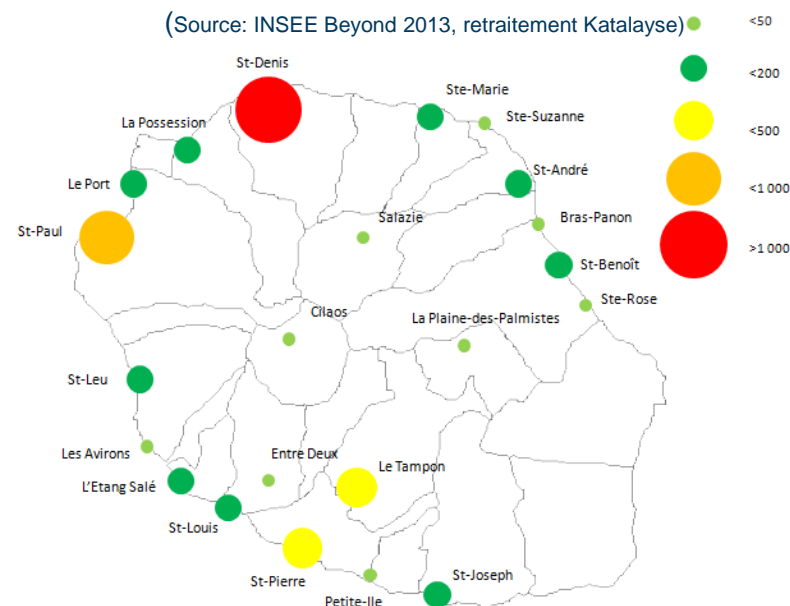 (Source: INSEE Beyond 2013, retraitement Katalayse)
<50
<200
<500
<1 000
>1 000
St-Denis
Ste-Marie
Ste-Suzanne
La Possession
Le Port
St-André
St-Paul
Salazie
Bras-Panon
St-Benoît
Cilaos
La Plaine-des-Palmistes
Ste-Rose
St-Leu
Les Avirons
Entre Deux
Le Tampon
L'Etang Salé
St-Louis
St-Pierre
St-Joseph
Petite-Ile